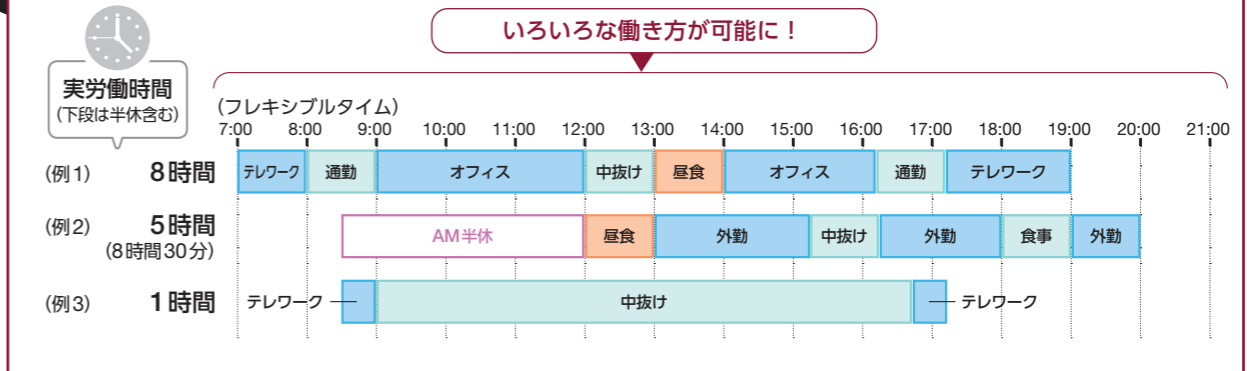 いろいろな働き方が可能に！
実労働時間
（下段は半休含む）
（フレキシブルタイム）
7:00 8:00 9:00 10:00 11:00 12:00 13:00 14:00 15:00 16:00 17:00 18:00 19:00 20:00 21:00
（例1） 8時間 テレワーク 通勤 オフィス 中抜け 昼食 オフィス 通勤 テレワーク
（例2） 5時間 AM半休 昼食 外勤 中抜け 外勤 食事 外勤
（8時間30分）
（例3） 1時間 テレワーク 中抜け テレワーク